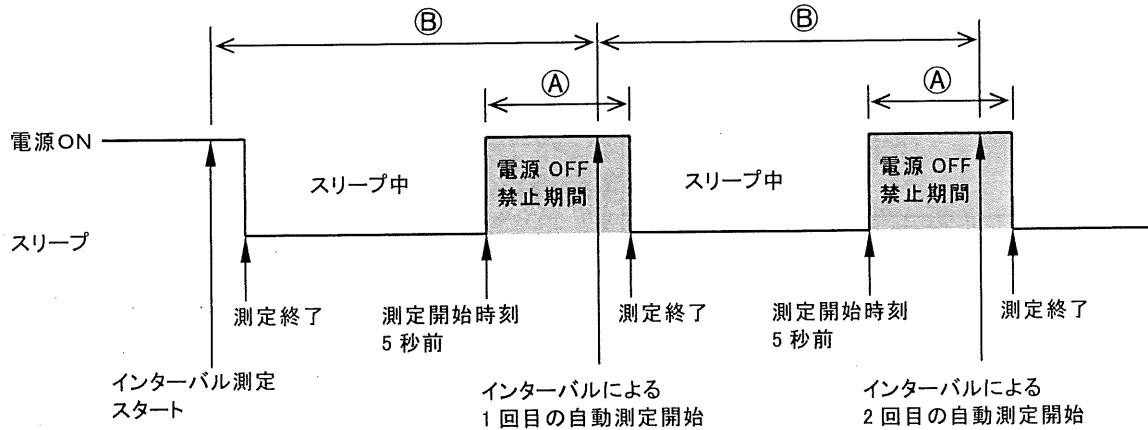 Ⓑ
Ⓑ
Ⓐ
Ⓐ
電源ON
スリープ中
電源 OFF
禁止期間
スリープ中
電源 OFF
禁止期間
スリープ
測定終了
測定開始時刻
5秒前
測定終了
測定開始時刻
5秒前
測定終了
インターバル測定
スタート
インターバルによる
1回目の自動測定開始
インターバルによる
2回目の自動測定開始